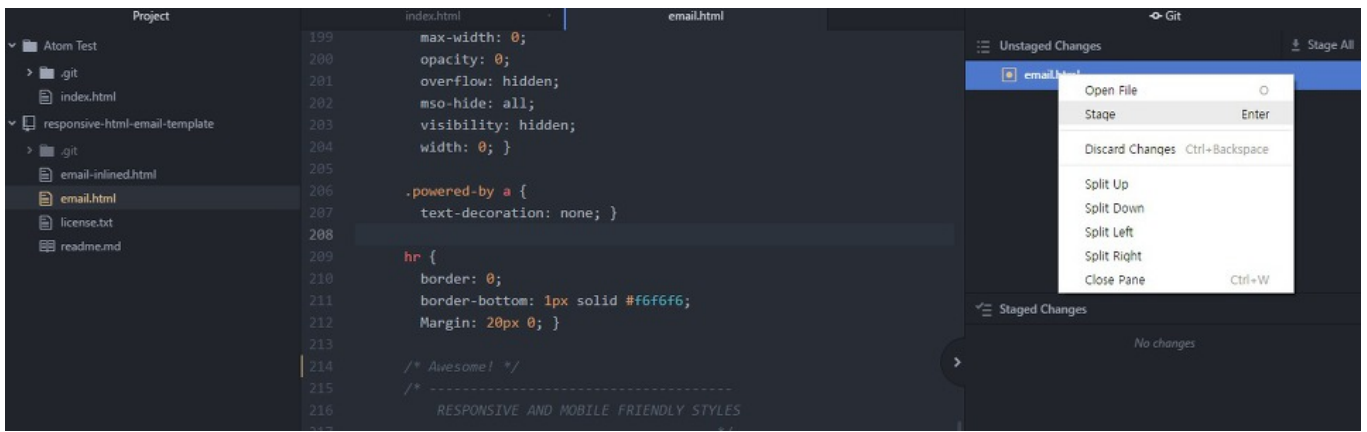 Project
Atom Test
.git
index.html
responsive-html-email-template
.git
email-inlined.html
email.html
license.txt
readme.md
index.html
email.html
199 max-width: 0;
200 opacity: 0;
201 overflow: hidden;
202 mso-hide: all;
203 visibility: hidden;
204 width: 0; }
205
206 .powered-by a {
207 text-decoration: none; }
208
209 hr {
210 border: 0;
211 border-bottom: 1px solid #f6f6f6;
212 Margin: 20px 0; }
213
214 /* Awesome! */
215 /* -------------------------------------
216 RESPONSIVE AND MOBILE FRIENDLY STYLES
217 */
Git
Unstaged Changes Stage All
email.html
Open File O
Stage Enter
Discard Changes Ctrl+Backspace
Split Up
Split Down
Split Left
Split Right
Close Pane Ctrl+W
Staged Changes
No changes